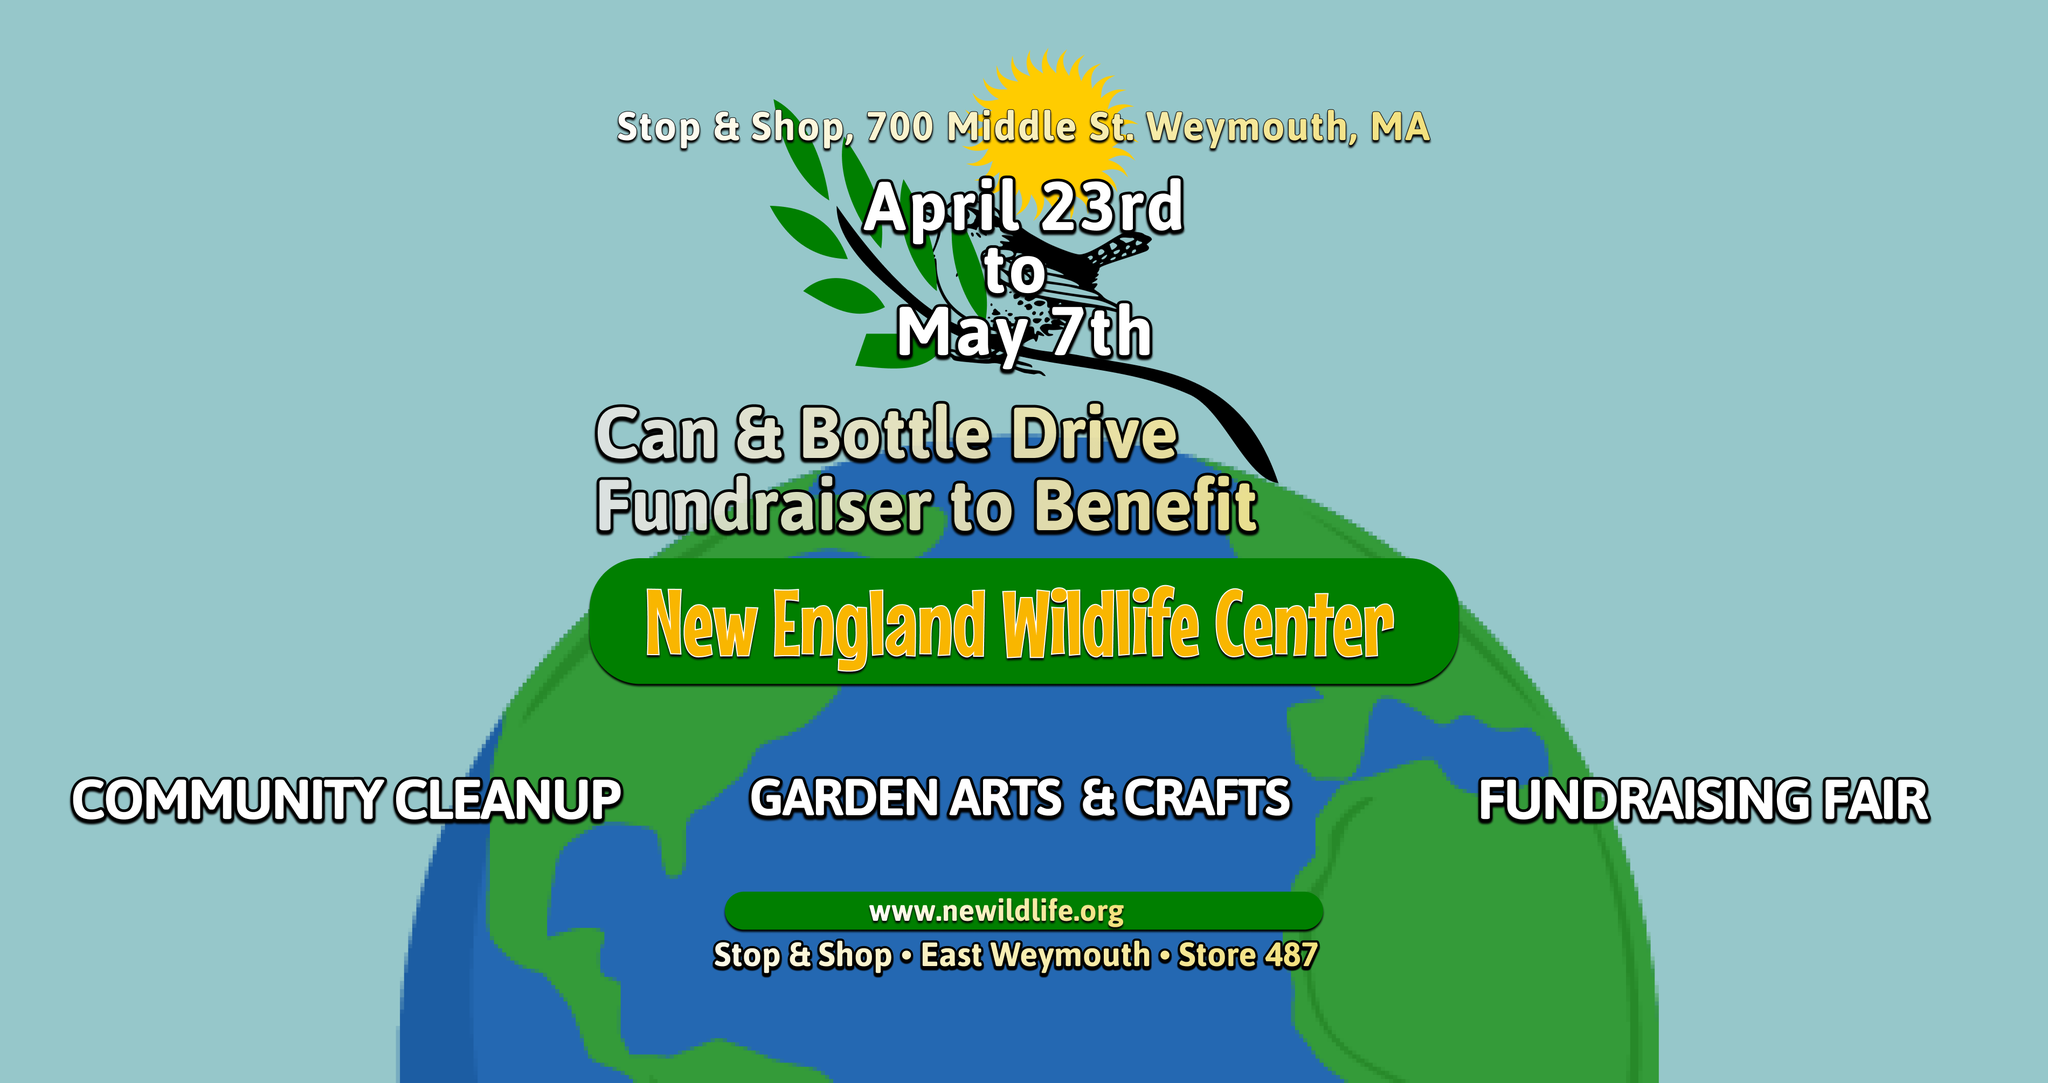 Stop & Shop, 700 Middle St. Weymouth, MA
April 23rd
to
May 7th
Can & Bottle Drive
Fundraiser to Benefit
New England Wildlife Center
COMMUNITY CLEANUP
GARDEN ARTS & CRAFTS
FUNDRAISING FAIR
www.newildlife.org
Stop & Shop • East Weymouth • Store 487